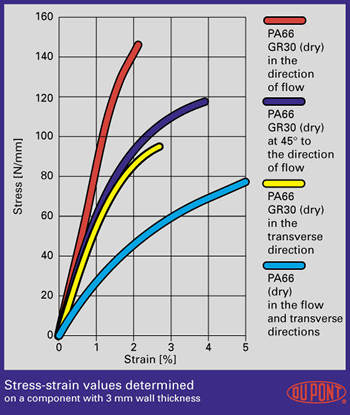 160
140
120
100
80
60
40
20
0
Stress [N/mm]
0 1 2 3 4 5
Strain [%]
PA66
GR30 (dry)
in the
direction
of flow
PA66
GR30 (dry)
at 45° to
the direction
of flow
PA66
GR30 (dry)
in the
transverse
direction
PA66
(dry)
in the flow
and transverse
directions
Stress-strain values determined
on a component with 3 mm wall thickness
DUPONT